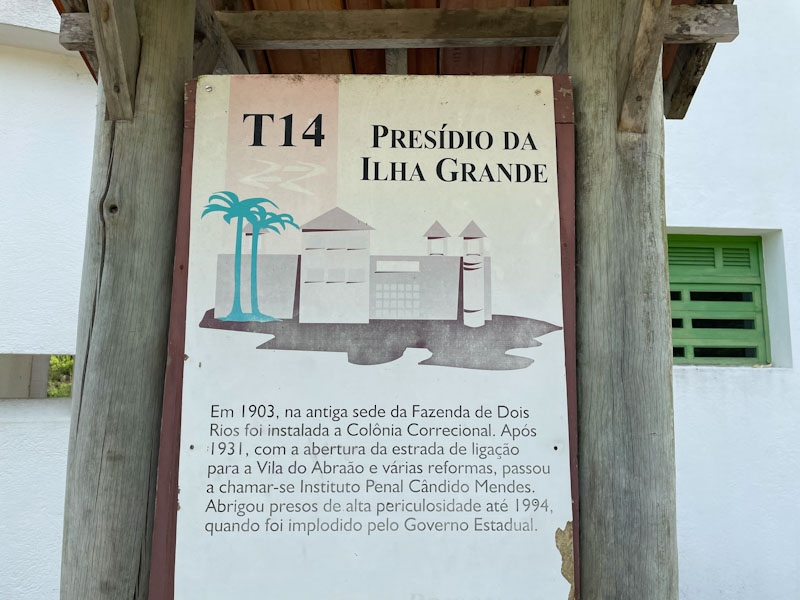 T14
PRESÍDIO DA
ILHA GRANDE
Em 1903, na antiga sede da Fazenda de Dois
Rios foi instalada a Colônia Correcional. Após
1931, com a abertura da estrada de ligação
para a Vila do Abraão e várias reformas, passou
a chamar-se Instituto Penal Cândido Mendes.
Abrigou presos de alta periculosidade até 1994,
quando foi implodido pelo Governo Estadual.